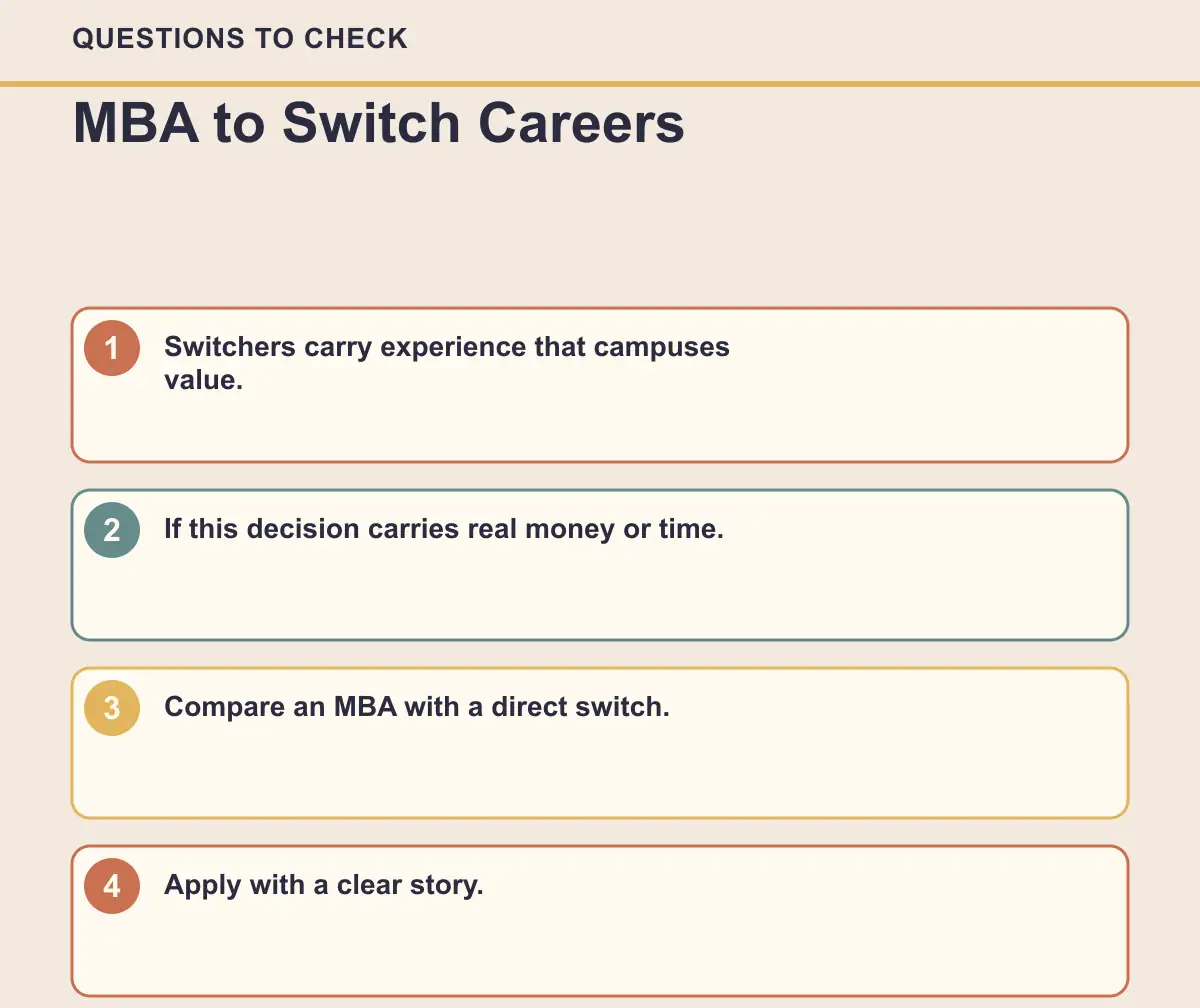 QUESTIONS TO CHECK
MBA to Switch Careers
1
Switchers carry experience that campuses
value.
2
If this decision carries real money or time.
3
Compare an MBA with a direct switch.
4
Apply with a clear story.